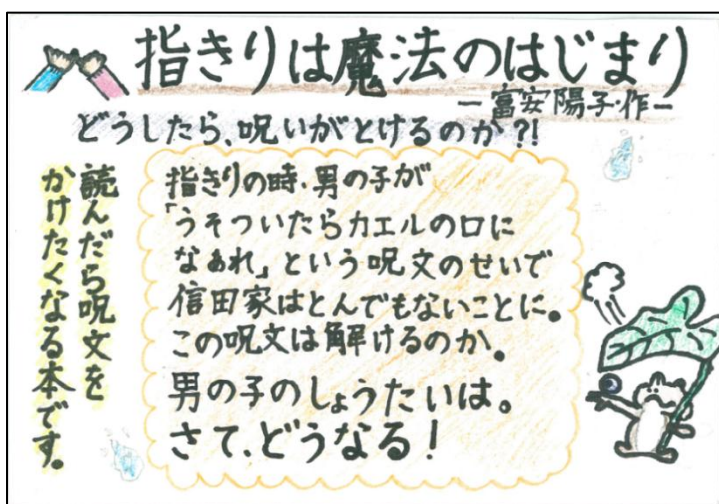 指きりは魔法のはじまり
ー富安陽子・作ー
どうしたら、呪いがとけるのか?!
指きりの時、男の子が
「うそついたらカエルの口に
なぁれ」という呪文のせいで
信田家はとんでもないことに。
この呪文は解けるのか。
男の子のしょうたいは。
さて、どうなる!
読んだら呪文を
かけたくなる本です。